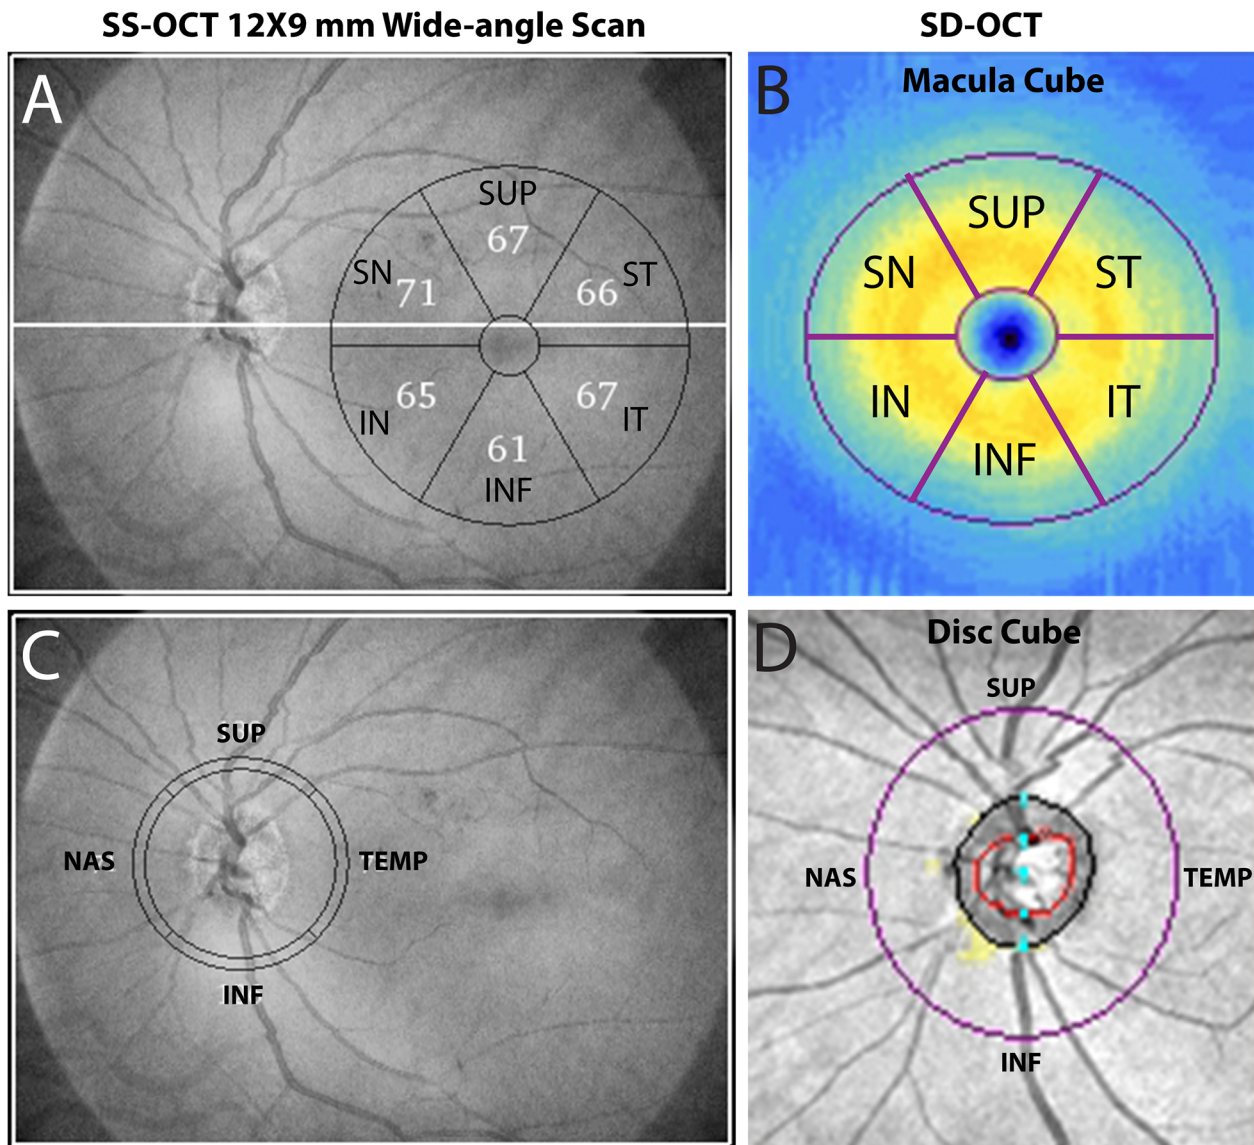 SS-OCT 12X9 mm Wide-angle Scan
SD-OCT
A
SUP
67
SN
71
66
ST
65
IN
67
IT
61
INF
B
Macula Cube
SUP
SN
ST
IN
IT
INF
C
SUP
NAS
TEMP
INF
D
Disc Cube
SUP
NAS
TEMP
INF